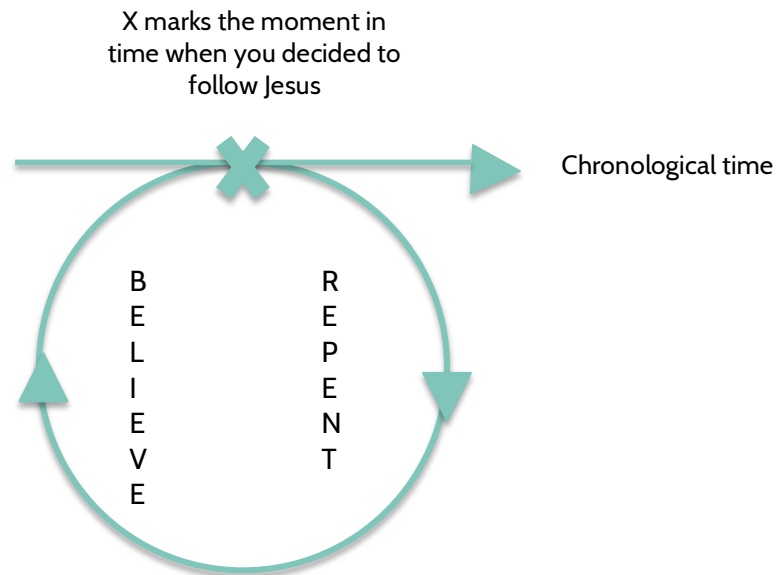 X marks the moment in
time when you decided to
follow Jesus
Chronological time
B
E
L
I
E
V
E
R
E
P
E
N
T